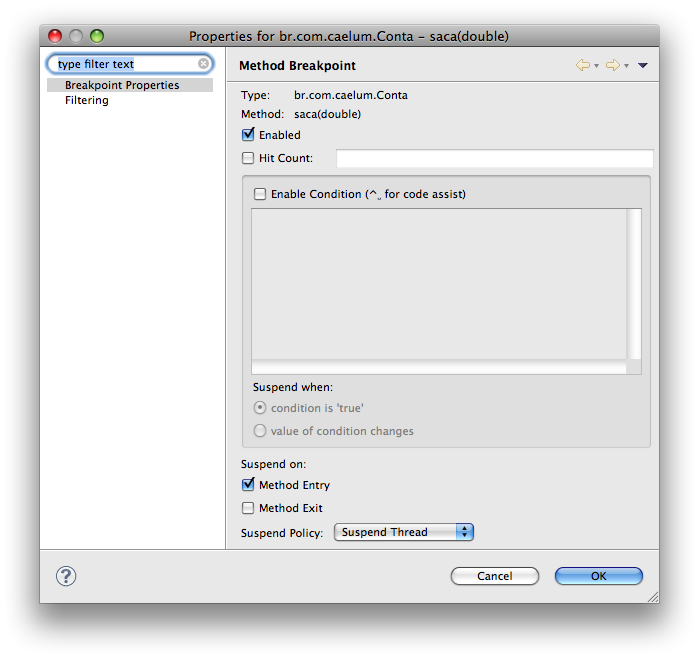 Properties for br.com.caelum.Conta – saca(double)
type filter text
Breakpoint Properties
Filtering
Method Breakpoint
Type: br.com.caelum.Conta
Method: saca(double)
Enabled
Hit Count:
Enable Condition (^␣ for code assist)
Suspend when:
condition is 'true'
value of condition changes
Suspend on:
Method Entry
Method Exit
Suspend Policy: Suspend Thread
?
Cancel
OK